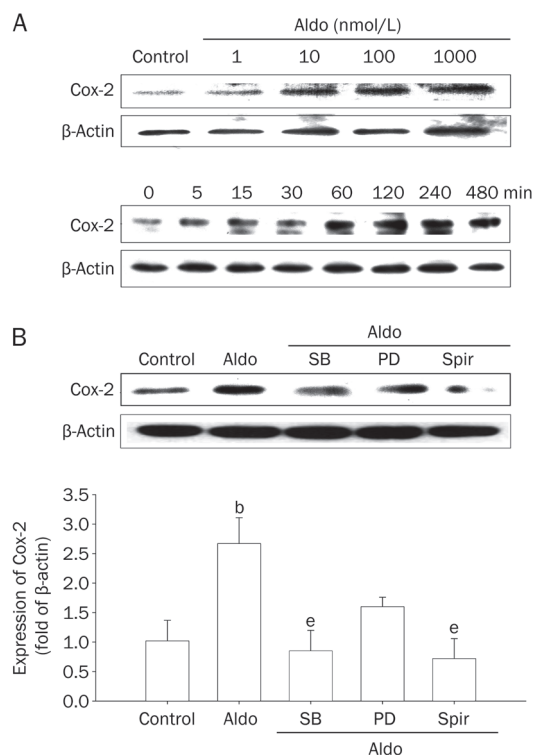 A
Aldo (nmol/L)
Control 1 10 100 1000
Cox-2
β-Actin
0 5 15 30 60 120 240 480 min
Cox-2
β-Actin
B
Aldo
Control Aldo SB PD Spir
Cox-2
β-Actin
Expression of Cox-2
(fold of β-actin)
3.5
3.0
2.5
2.0
1.5
1.0
0.5
0.0
b
e
e
Control Aldo SB PD Spir
Aldo